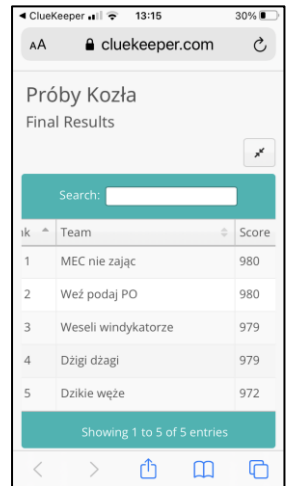 ClueKeeper 13:15 30%
AA cluekeeper.com
Próby Kozła
Final Results
Search:
nk Team Score
1 MEC nie zając 980
2 Weź podaj PO 980
3 Weseli windykatorze 979
4 Dżigi dżagi 979
5 Dzikie węże 972
Showing 1 to 5 of 5 entries